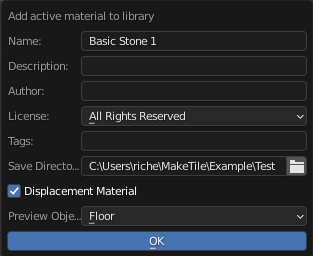 Add active material to library
Name: Basic Stone 1
Description:
Author:
License: All Rights Reserved
Tags:
Save Directo... C:\Users\riche\MakeTile\Example\Test
Displacement Material
Preview Obje... Floor
OK